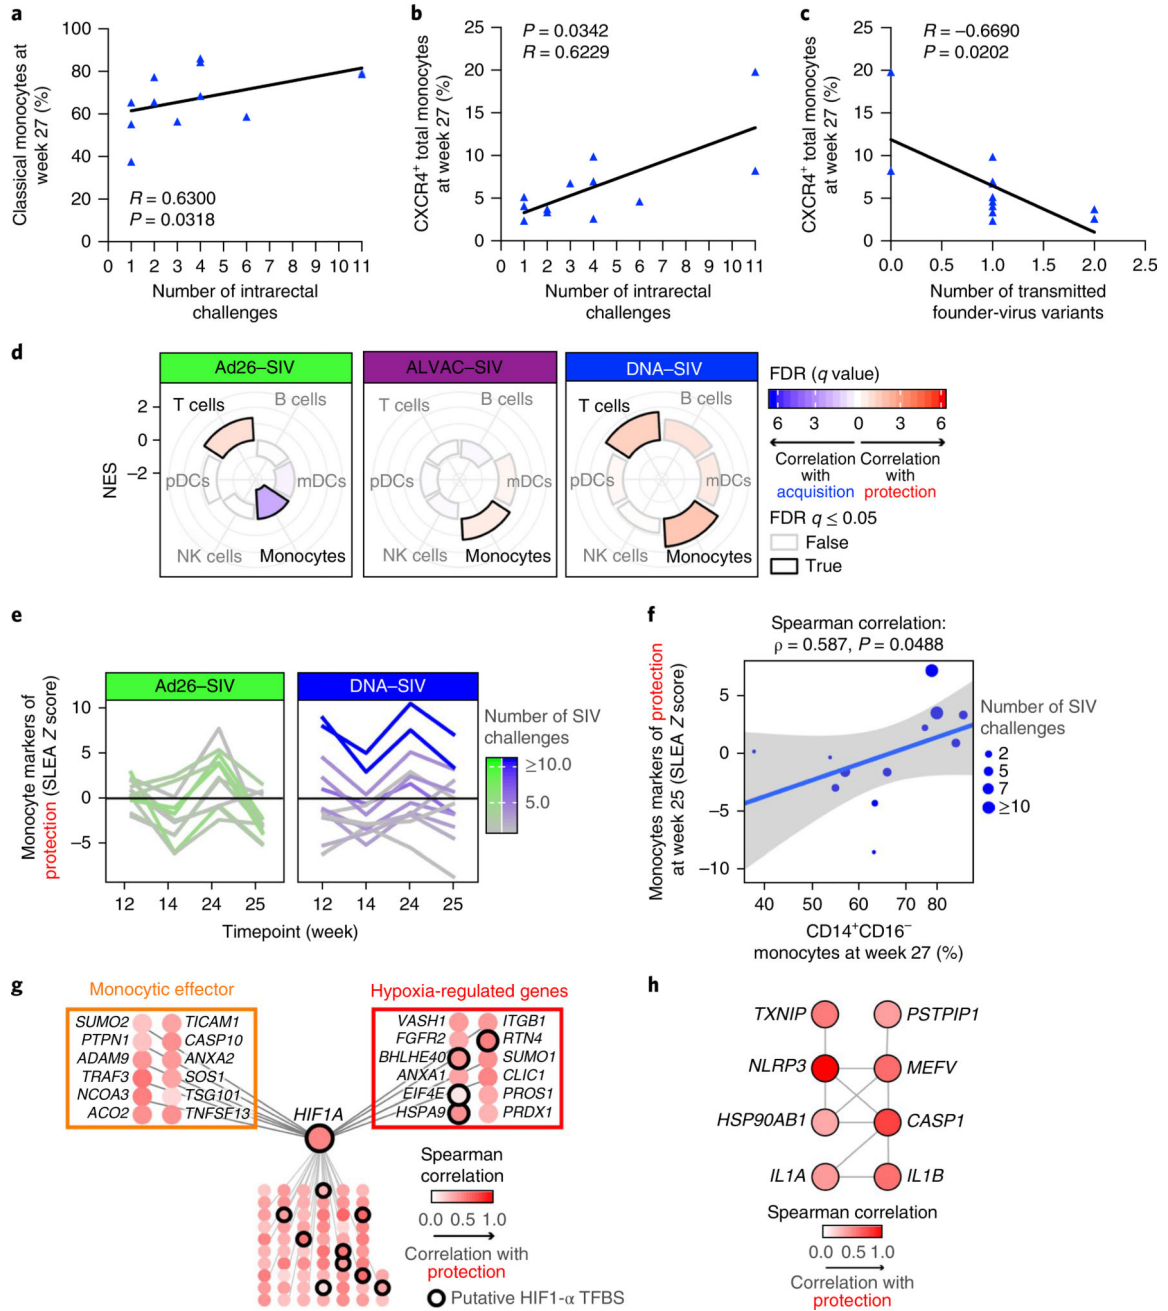 a
Classical monocytes at
week 27 (%)
100
80
60
40
20
0
R = 0.6300
P = 0.0318
0 1 2 3 4 5 6 7 8 9 10 11
Number of intrarectal
challenges
b
CXCR4+ total monocytes
at week 27 (%)
25
20
15
10
5
0
P = 0.0342
R = 0.6229
0 1 2 3 4 5 6 7 8 9 10 11
Number of intrarectal
challenges
c
CXCR4+ total monocytes
at week 27 (%)
25
20
15
10
5
0
R = –0.6690
P = 0.0202
0.0 0.5 1.0 1.5 2.0 2.5
Number of transmitted
founder-virus variants
d
NES
2
0
–2
Ad26–SIV
T cells
B cells
pDCs
mDCs
NK cells
Monocytes
ALVAC–SIV
T cells
B cells
pDCs
mDCs
NK cells
Monocytes
DNA–SIV
T cells
B cells
pDCs
mDCs
NK cells
Monocytes
FDR (q value)
6 3 0 3 6
Correlation
with
acquisition
Correlation
with
protection
FDR q ≤ 0.05
False
True
e
Monocyte markers of
protection (SLEA Z score)
10
5
0
–5
Ad26–SIV
DNA–SIV
12 14 24 25
12 14 24 25
Timepoint (week)
Number of SIV
challenges
≥10.0
5.0
f
Spearman correlation:
ρ = 0.587, P = 0.0488
Monocytes markers of protection
at week 25 (SLEA Z score)
5
0
–5
–10
40 50 60 70 80
CD14+CD16–
monocytes at week 27 (%)
Number of SIV
challenges
2
5
7
≥10
g
Monocytic effector
SUMO2 TICAM1
PTPN1 CASP10
ADAM9 ANXA2
TRAF3 SOS1
NCOA3 TSG101
ACO2 TNFSF13
Hypoxia-regulated genes
VASH1 ITGB1
FGFR2 RTN4
BHLHE40 SUMO1
ANXA1 CLIC1
EIF4E PROS1
HSPA9 PRDX1
HIF1A
Spearman
correlation
0.0 0.5 1.0
Correlation with
protection
Putative HIF1-α TFBS
h
TXNIP PSTPIP1
NLRP3 MEFV
HSP90AB1 CASP1
IL1A IL1B
Spearman correlation
0.0 0.5 1.0
Correlation with
protection